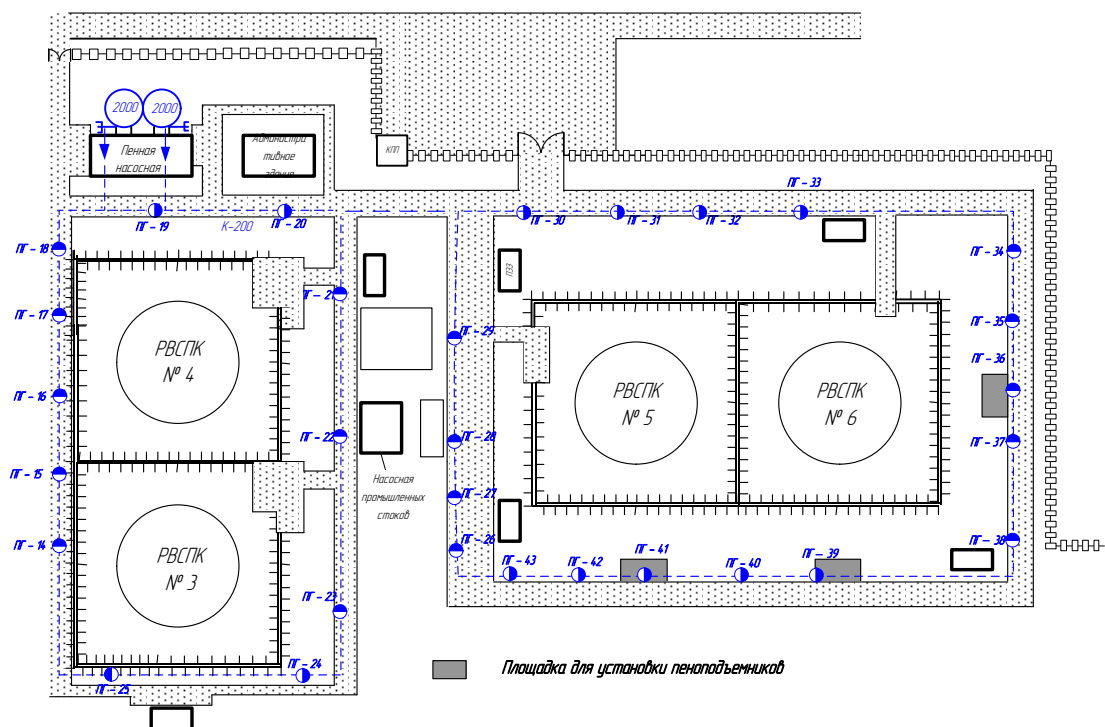 2000
2000
Пенная
насосная
Администра
тивное
здание
КПП
ПГ - 33
ПГ - 19
К-200
ПГ - 20
ПГ - 30
ПГ - 31
ПГ - 32
ПГ - 18
ПГ - 34
ПЗЗ
ПГ - 21
ПГ - 17
ПГ - 29
ПГ - 35
РВСПК
№ 4
ПГ - 36
РВСПК
№ 5
РВСПК
№ 6
ПГ - 16
ПГ - 22
ПГ - 28
ПГ - 37
ПГ - 15
Насосная
промышленных
стоков
ПГ - 27
ПГ - 14
ПГ - 26
ПГ - 38
РВСПК
№ 3
ПГ - 43
ПГ - 42
ПГ - 41
ПГ - 40
ПГ - 39
ПГ - 23
ПГ - 24
ПГ - 25
Площадка для установки пеноподъемников